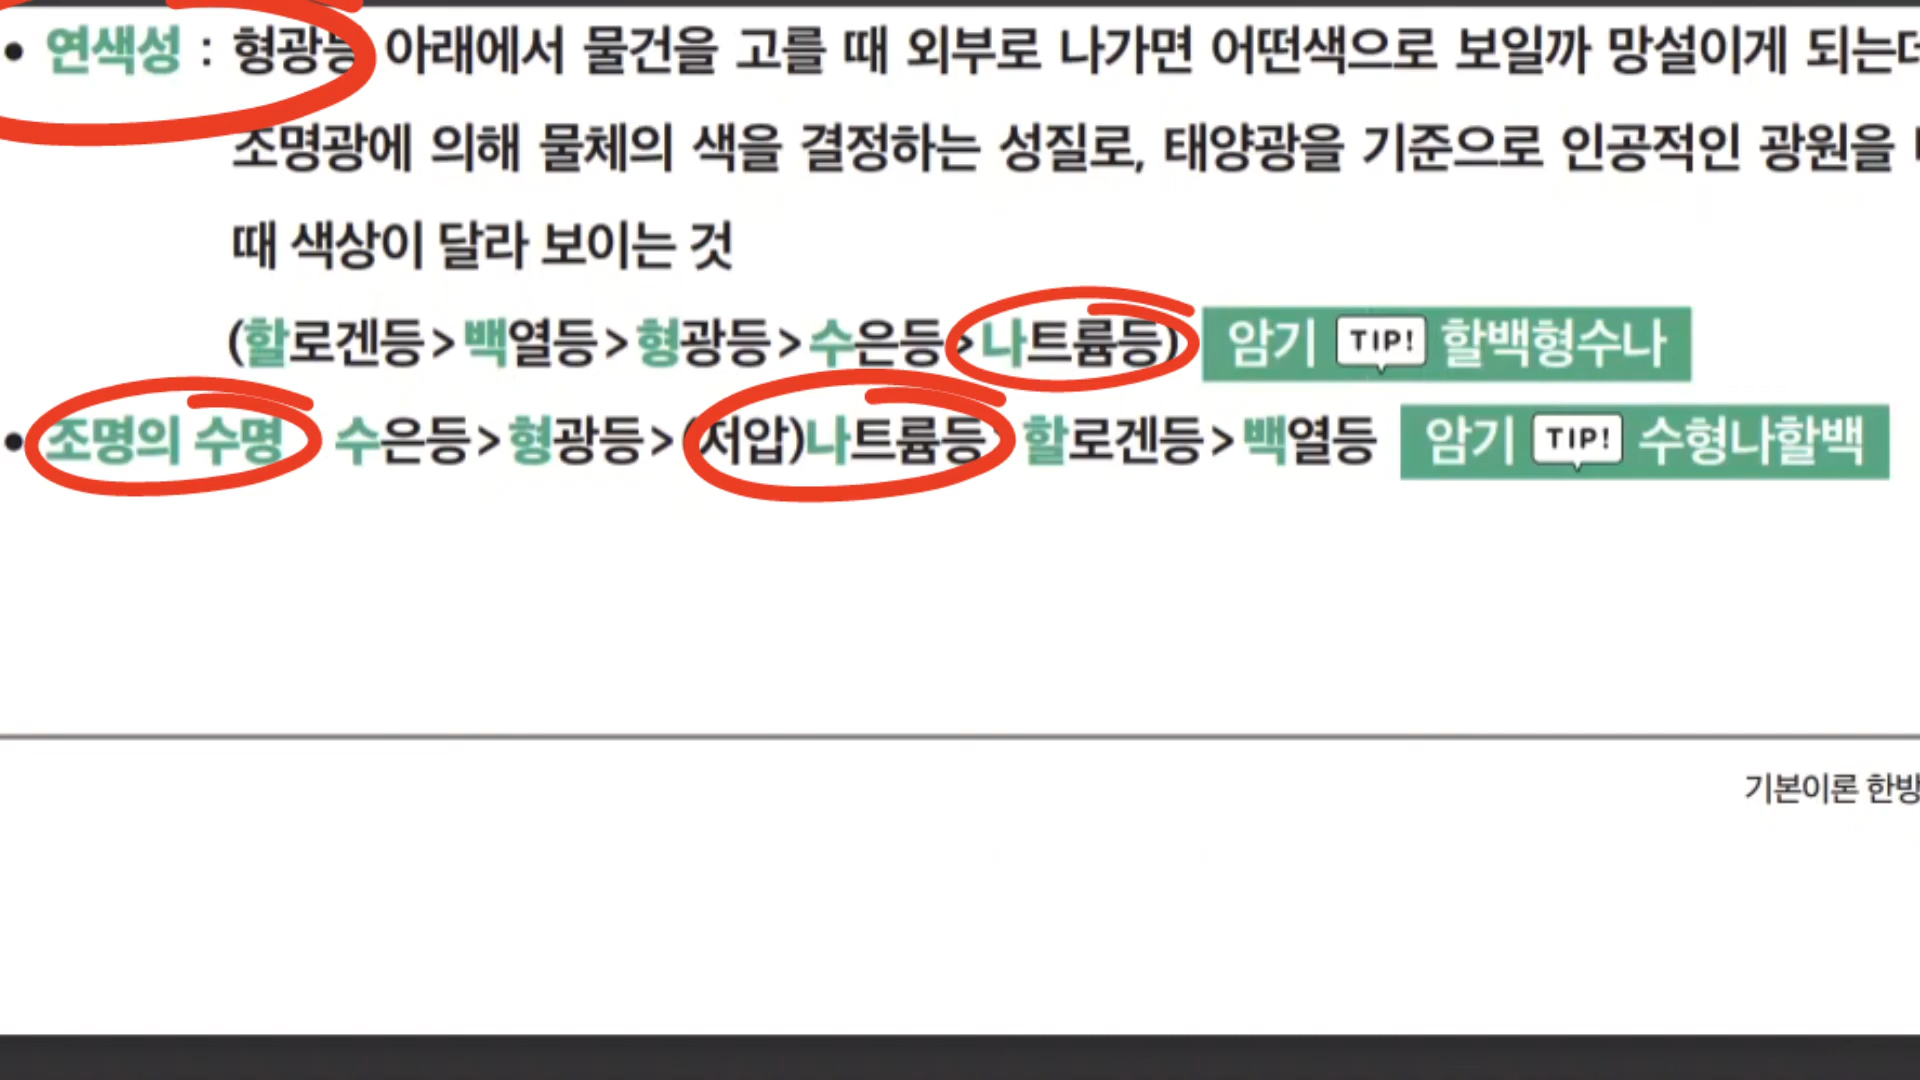 • 연색성 : 형광등 아래에서 물건을 고를 때 외부로 나가면 어떤색으로 보일까 망설이게 되는데
조명광에 의해 물체의 색을 결정하는 성질로, 태양광을 기준으로 인공적인 광원을
때 색상이 달라 보이는 것
(할로겐등>백열등>형광등>수은등>나트륨등) 암기 TIP! 할백형수나
• 조명의 수명 수은등>형광등>(저압)나트륨등 할로겐등>백열등 암기 TIP! 수형나할백
기본이론 한방